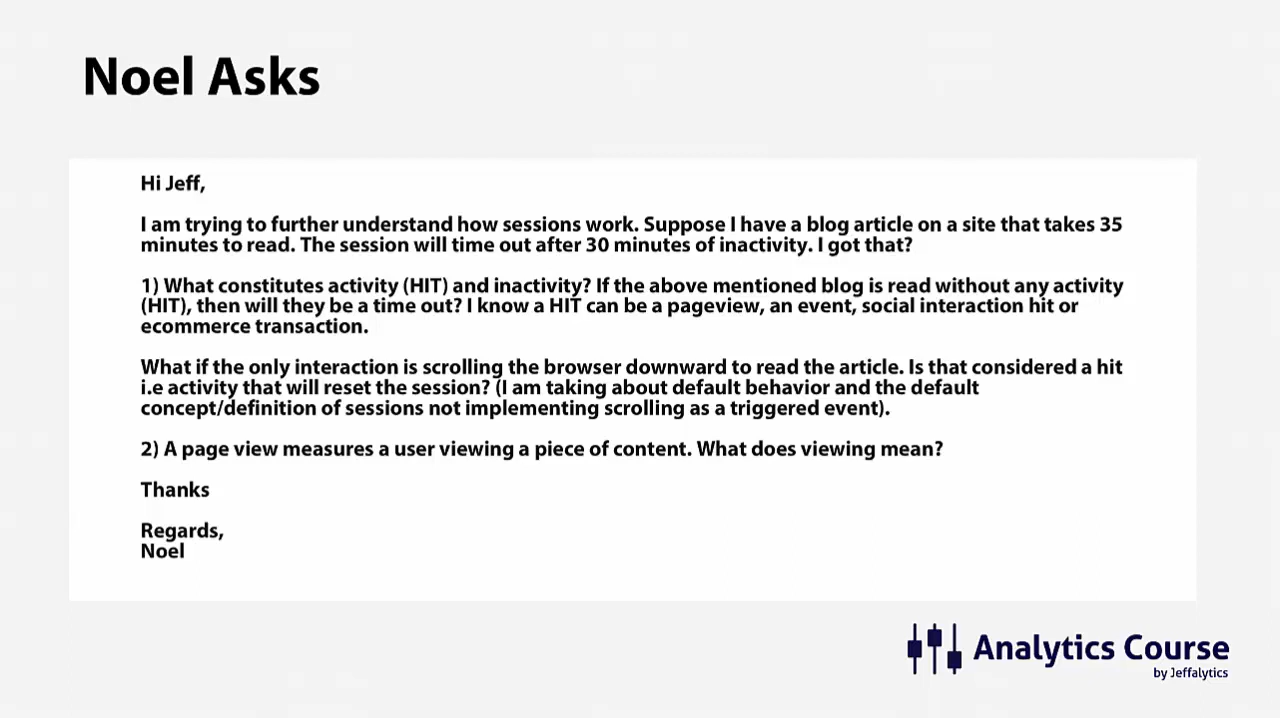 Noel Asks
Hi Jeff,
I am trying to further understand how sessions work. Suppose I have a blog article on a site that takes 35
minutes to read. The session will time out after 30 minutes of inactivity. I got that?
1) What constitutes activity (HIT) and inactivity? If the above mentioned blog is read without any activity
(HIT), then will they be a time out? I know a HIT can be a pageview, an event, social interaction hit or
ecommerce transaction.
What if the only interaction is scrolling the browser downward to read the article. Is that considered a hit
i.e activity that will reset the session? (I am taking about default behavior and the default
concept/definition of sessions not implementing scrolling as a triggered event).
2) A page view measures a user viewing a piece of content. What does viewing mean?
Thanks
Regards,
Noel
Analytics Course
by Jeffalytics